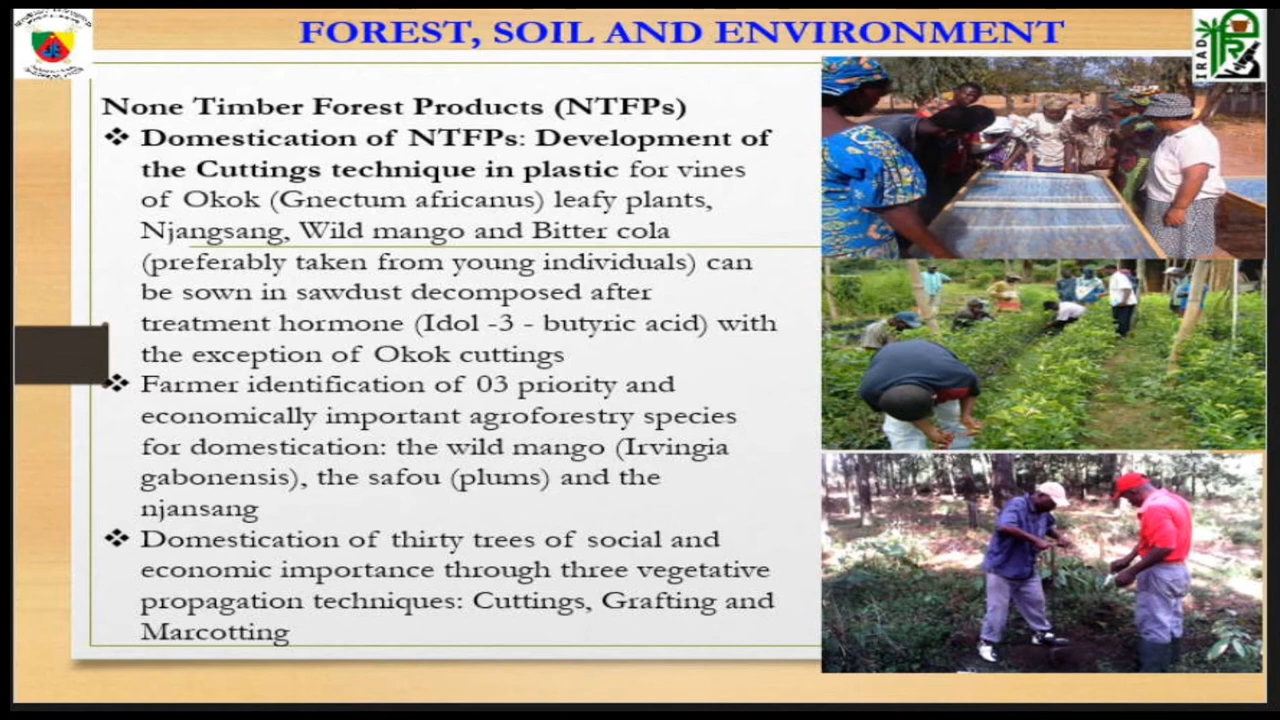 FOREST, SOIL AND ENVIRONMENT
IRAD
None Timber Forest Products (NTFPs)
❖ Domestication of NTFPs: Development of
the Cuttings technique in plastic for vines
of Okok (Gnectum africanus) leafy plants,
Njangsang, Wild mango and Bitter cola
(preferably taken from young individuals) can
be sown in sawdust decomposed after
treatment hormone (Idol -3 - butyric acid) with
the exception of Okok cuttings
❖ Farmer identification of 03 priority and
economically important agroforestry species
for domestication: the wild mango (Irvingia
gabonensis), the safou (plums) and the
njansang
❖ Domestication of thirty trees of social and
economic importance through three vegetative
propagation techniques: Cuttings, Grafting and
Marcotting